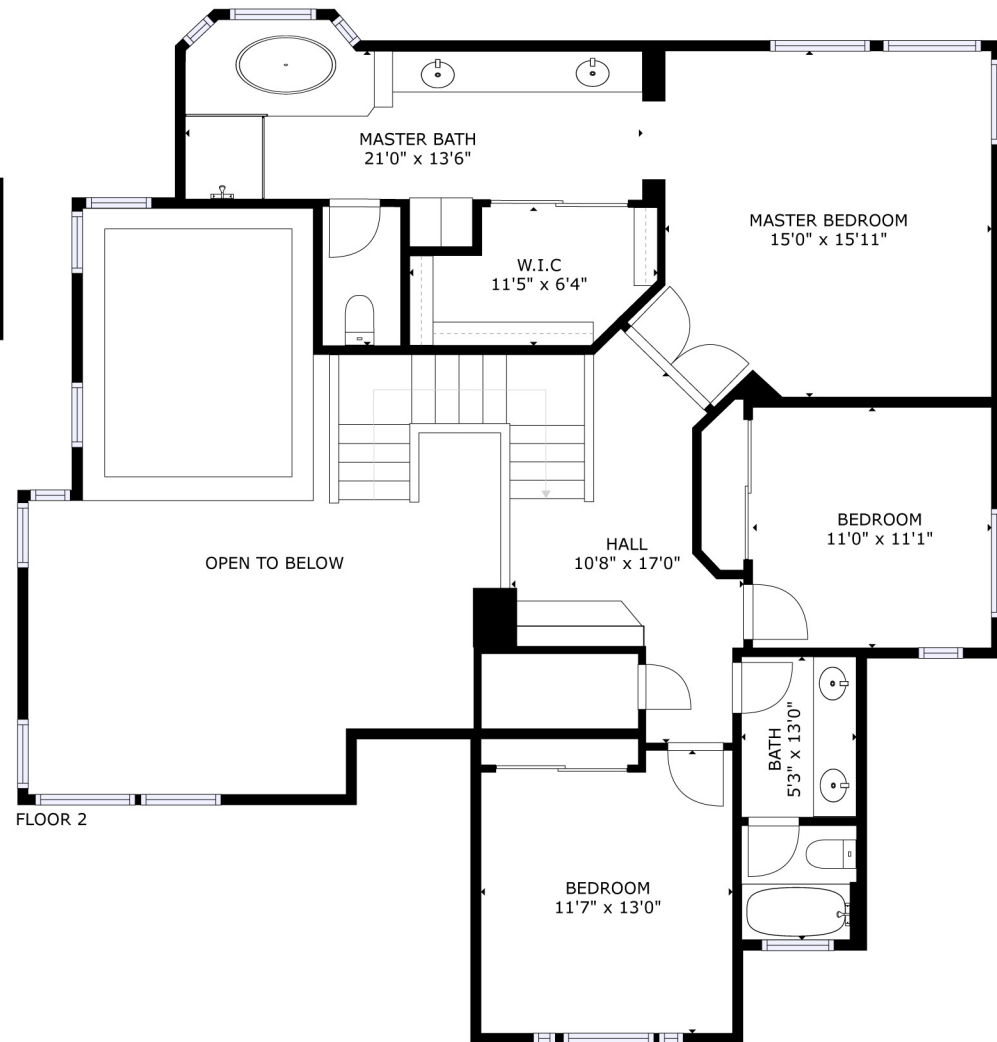 MASTER BATH
21'0" x 13'6"
MASTER BEDROOM
15'0" x 15'11"
W.I.C
11'5" x 6'4"
BEDROOM
11'0" x 11'1"
HALL
10'8" x 17'0"
OPEN TO BELOW
BATH
5'3" x 13'0"
FLOOR 2
BEDROOM
11'7" x 13'0"